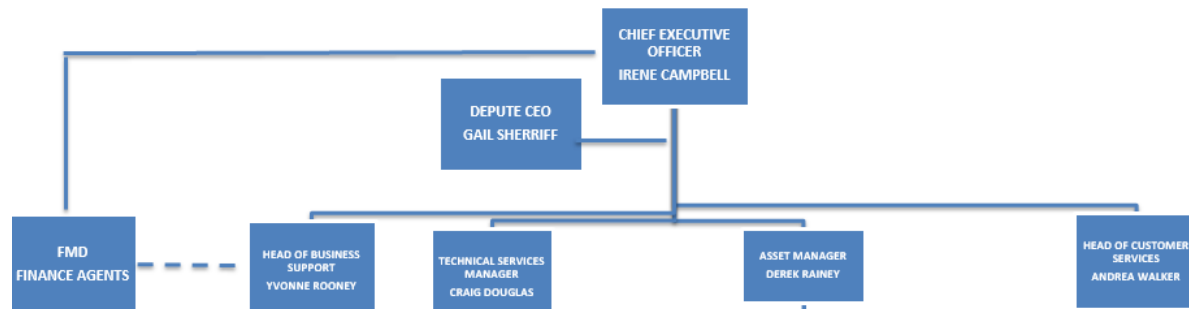 CHIEF EXECUTIVE
OFFICER
IRENE CAMPBELL
DEPUTE CEO
GAIL SHERRIFF
FMD
FINANCE AGENTS
HEAD OF BUSINESS
SUPPORT
YVONNE ROONEY
TECHNICAL SERVICES
MANAGER
CRAIG DOUGLAS
ASSET MANAGER
DEREK RAINEY
HEAD OF CUSTOMER
SERVICES
ANDREA WALKER